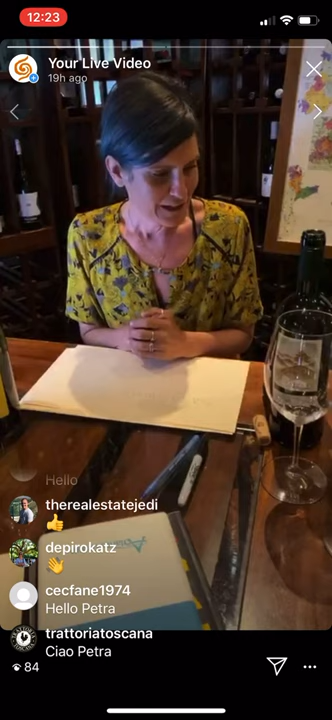 12:23
Your Live Video
19h ago
Hello
therealestatejedi
👍
depirokatz
👋
cecfane1974
Hello Petra
trattoriatoscana
Ciao Petra
84